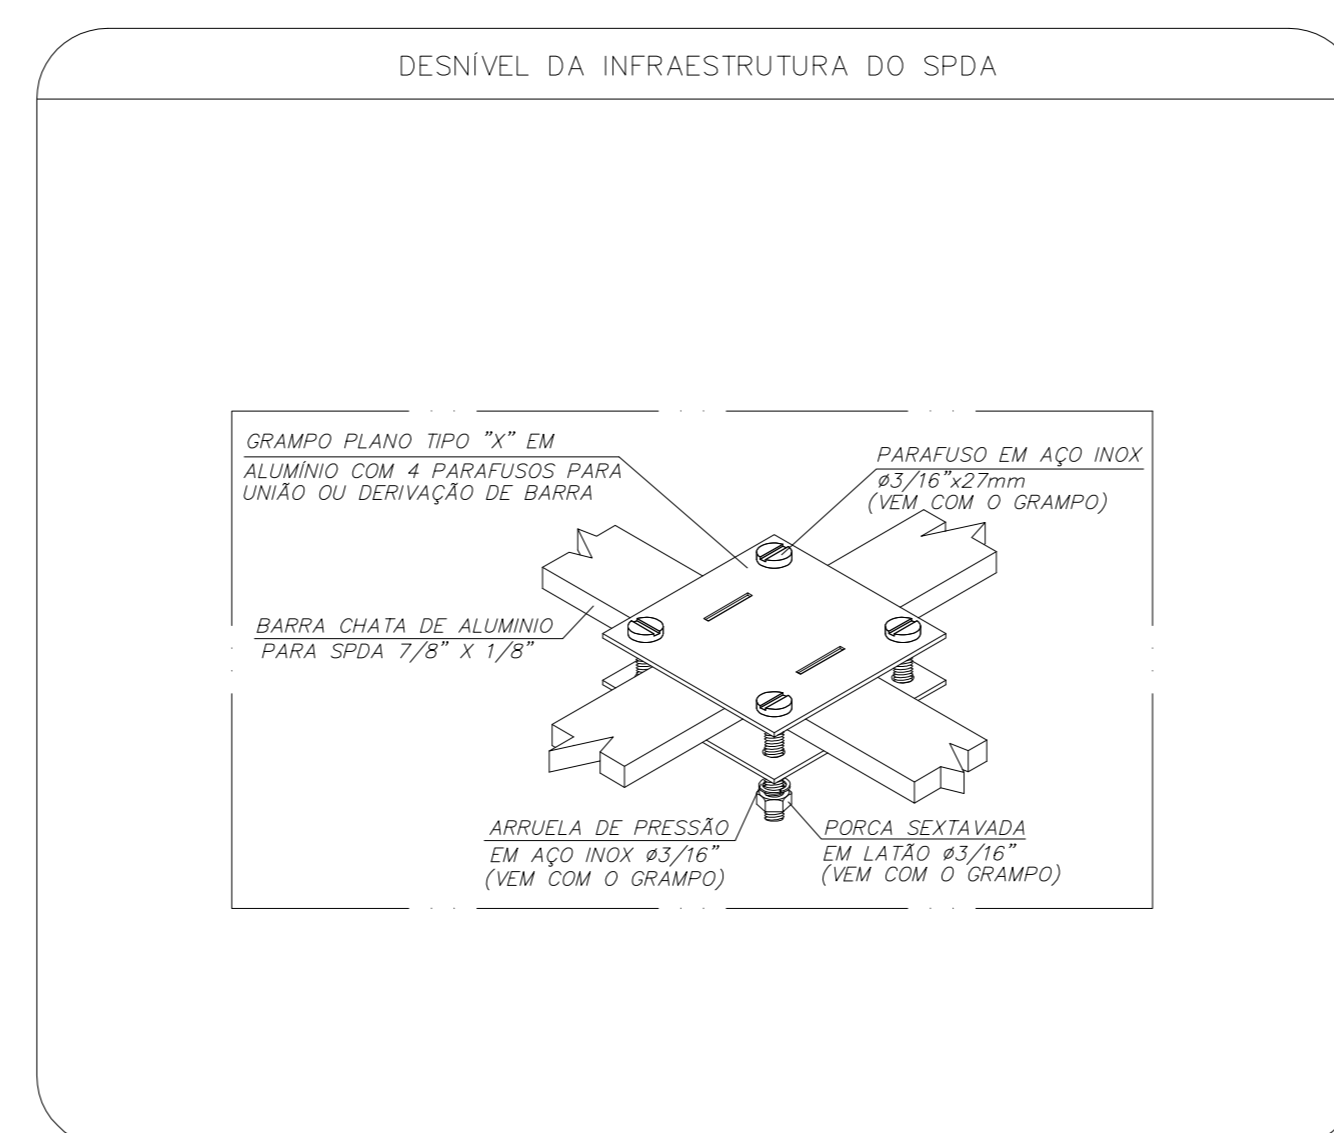 DESNÍVEL DA INFRAESTRUTURA DO SPDA
GRAMPO PLANO TIPO "X" EM
ALUMÍNIO COM 4 PARAFUSOS PARA
UNIÃO OU DERIVAÇÃO DE BARRA
PARAFUSO EM AÇO INOX
ø3/16"x27mm
(VEM COM O GRAMPO)
BARRA CHATA DE ALUMINIO
PARA SPDA 7/8" X 1/8"
ARRUELA DE PRESSÃO
EM AÇO INOX ø3/16"
(VEM COM O GRAMPO)
PORCA SEXTAVADA
EM LATÃO ø3/16"
(VEM COM O GRAMPO)